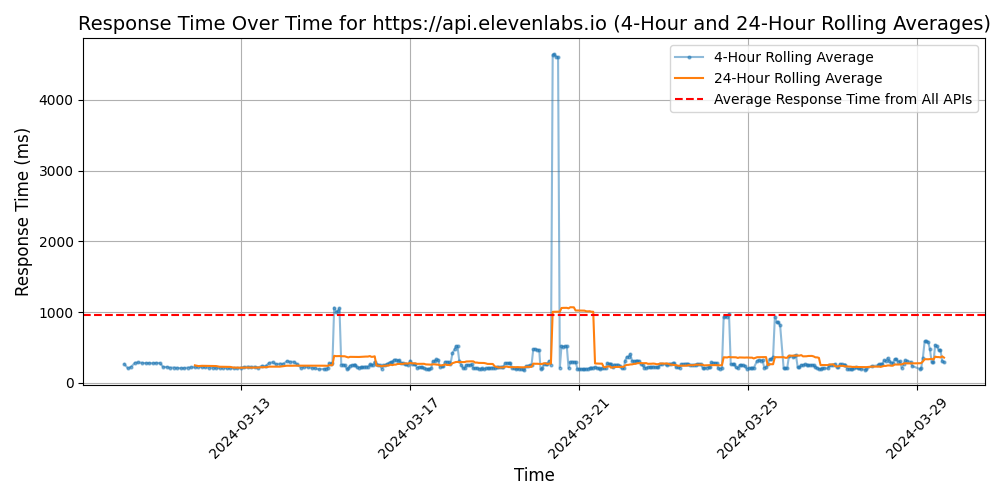 Response Time Over Time for https://api.elevenlabs.io (4-Hour and 24-Hour Rolling Averages)
4-Hour Rolling Average
24-Hour Rolling Average
Average Response Time from All APIs
Response Time (ms)
4000
3000
2000
1000
0
2024-03-13
2024-03-17
2024-03-21
2024-03-25
2024-03-29
Time